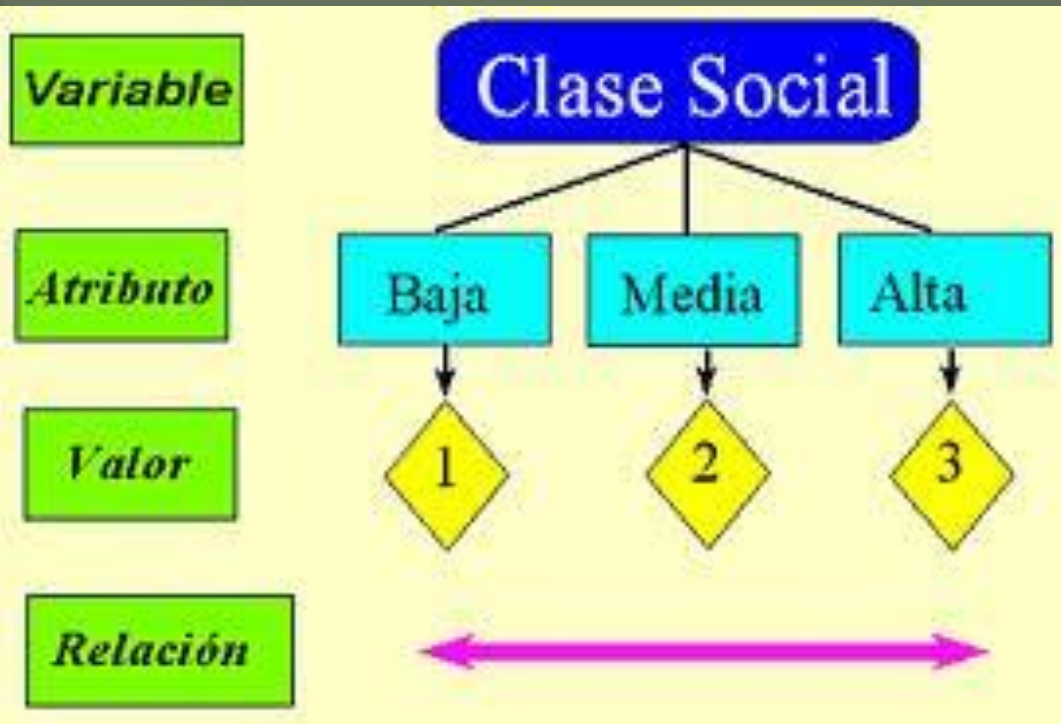 Variable
Clase Social
Atributo
Baja
Media
Alta
Valor
1
2
3
Relación